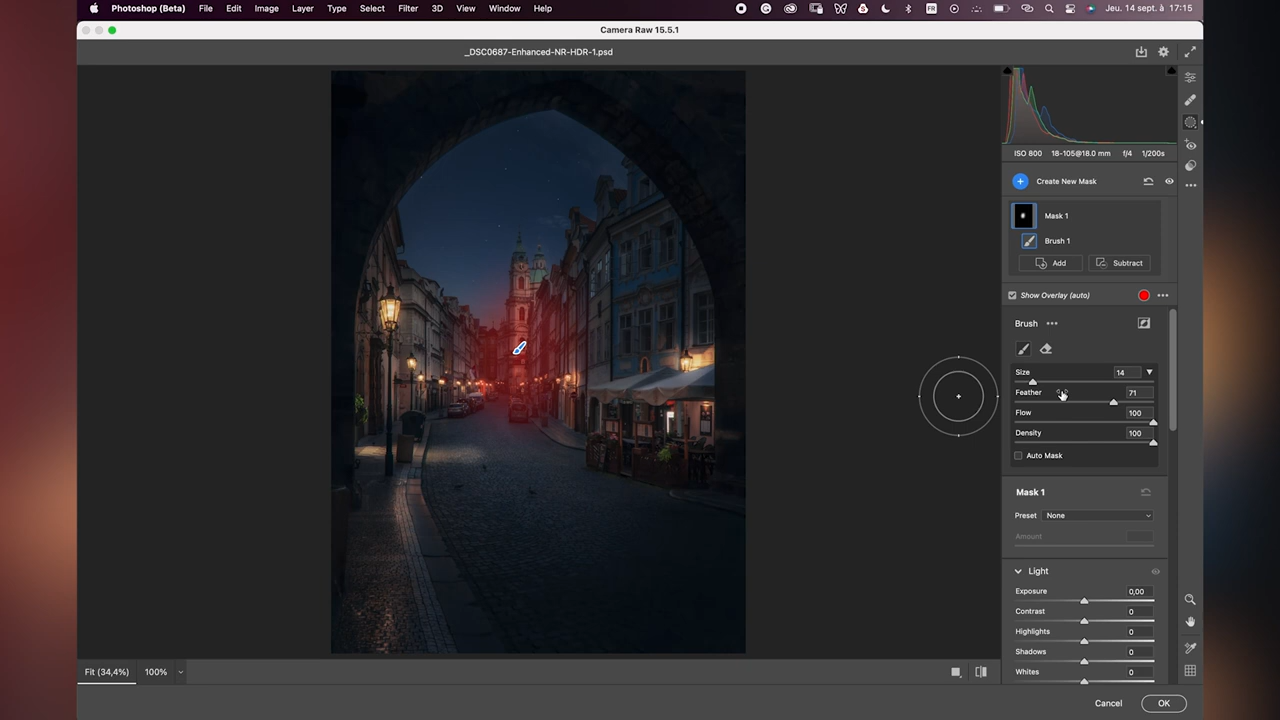 Photoshop (Beta) File Edit Image Layer Type Select Filter 3D View Window Help FR Jeu. 14 sept. à 17:15
Camera Raw 15.5.1
_DSC0687-Enhanced-NR-HDR-1.psd
ISO 800 18-105@18.0 mm f/4 1/200s
Create New Mask
Mask 1
Brush 1
Add Subtract
Show Overlay (auto)
Brush
Size 14
Feather 71
Flow 100
Density 100
Auto Mask
Mask 1
Preset None
Amount
Light
Exposure 0,00
Contrast 0
Highlights 0
Shadows 0
Whites 0
Fit (34,4%) 100%
Cancel OK